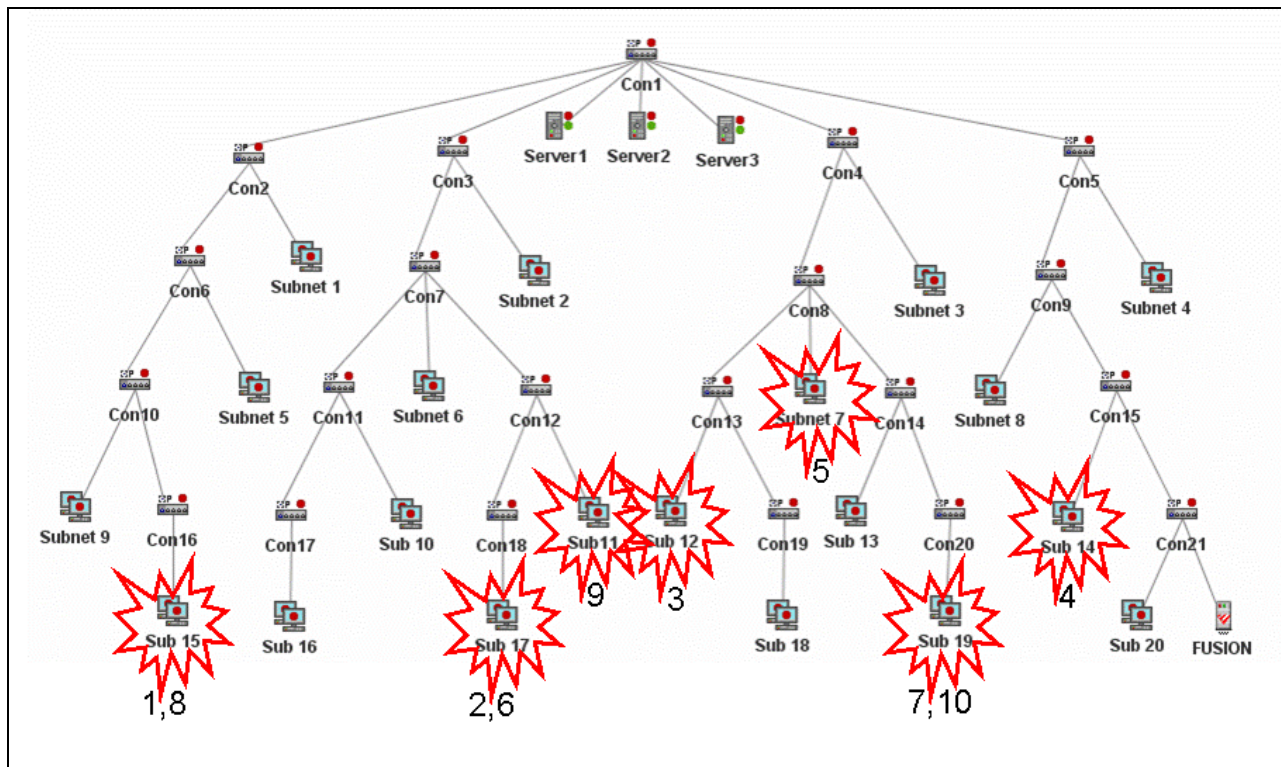 Con1
Server1
Server2
Server3
Con2
Con3
Con4
Con5
Subnet 1
Subnet 2
Subnet 3
Subnet 4
Con6
Con7
Con8
Con9
Subnet 5
Subnet 6
Subnet 7
Subnet 8
Con10
Con11
Con12
Con13
Con14
Con15
5
Subnet 9
Con16
Con17
Sub 10
Con18
Sub11
Sub 12
Con19
Sub 13
Con20
Sub 14
Con21
9
3
4
Sub 15
Sub 16
Sub 17
Sub 18
Sub 19
Sub 20
FUSION
1,8
2,6
7,10